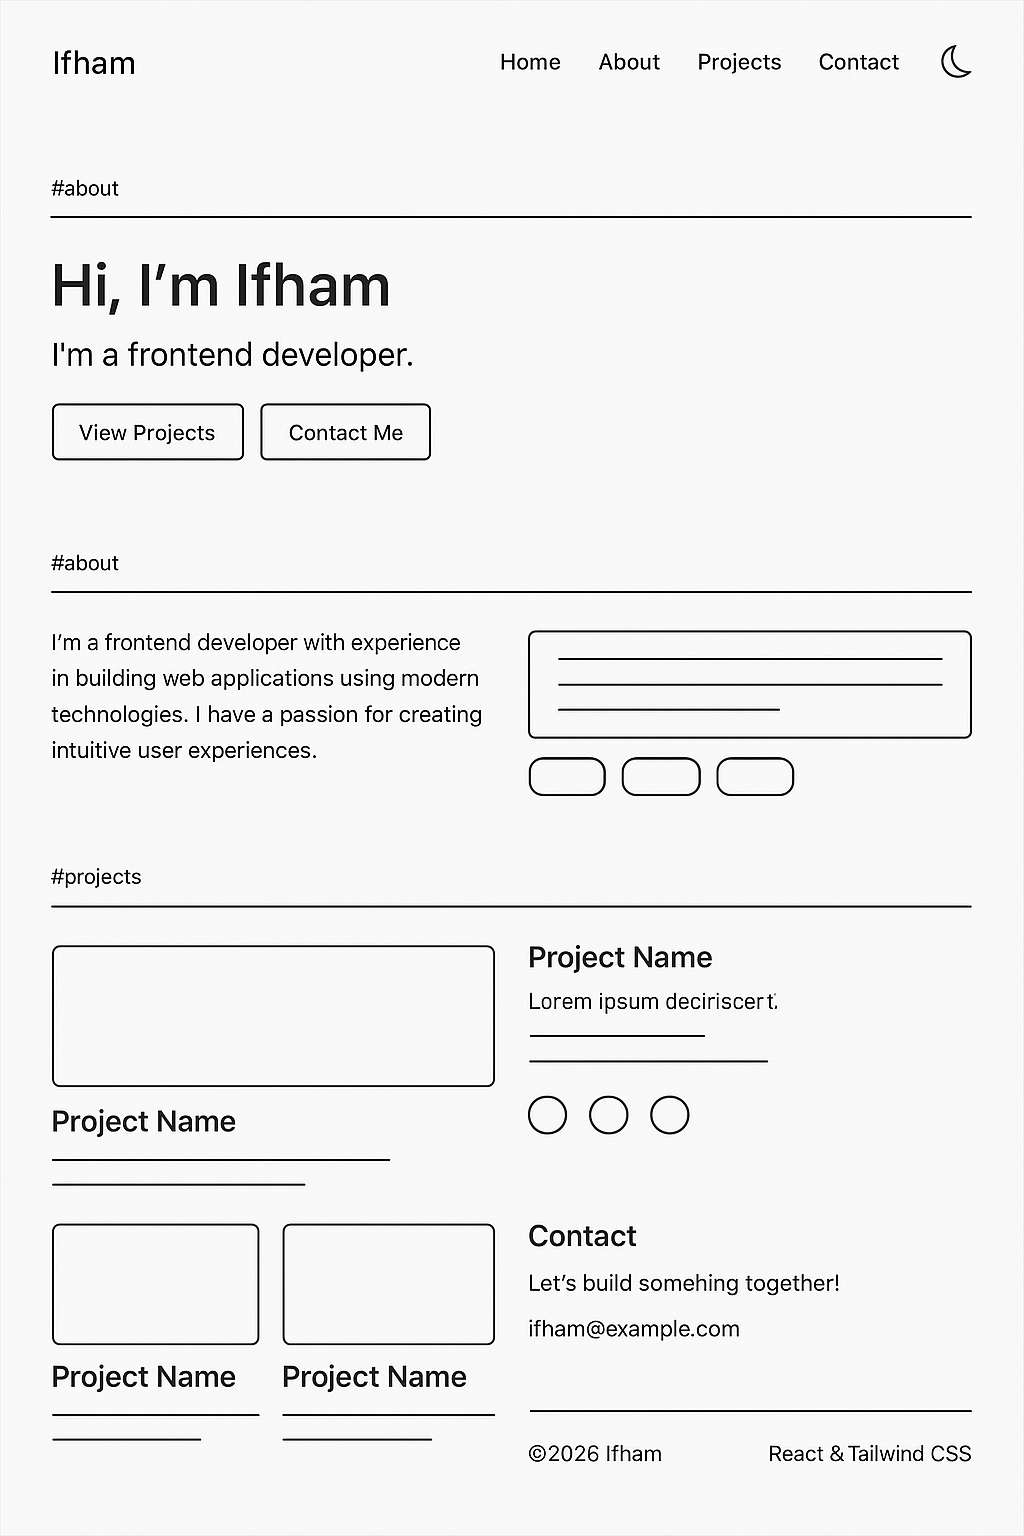 Ifham
Home About Projects Contact
#about
Hi, I’m Ifham
I'm a frontend developer.
View Projects Contact Me
#about
I’m a frontend developer with experience
in building web applications using modern
technologies. I have a passion for creating
intuitive user experiences.
#projects
Project Name
Project Name
Lorem ipsum deciriscert.
Project Name
Project Name
Contact
Let’s build somehing together!
ifham@example.com
©2026 Ifham
React & Tailwind CSS